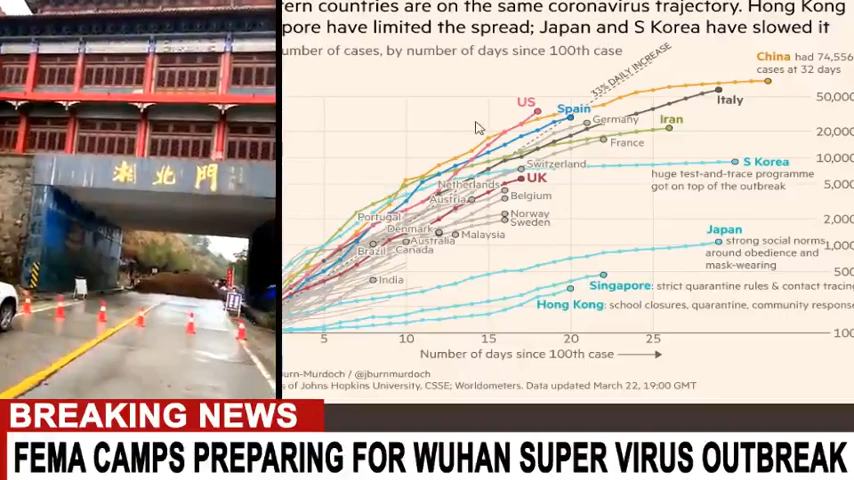 ern countries are on the same coronavirus trajectory. Hong Kong
pore have limited the spread; Japan and S Korea have slowed it
umber of cases, by number of days since 100th case
33% DAILY INCREASE
China had 74,556
cases at 32 days
US
Spain
Italy
Germany
Iran
France
50,000
20,000
10,000
5,000
2,000
1,000
500
200
100
Switzerland
S Korea
huge test-and-trace programme
got on top of the outbreak
Netherlands
UK
Austria
Belgium
Portugal
Norway
Sweden
Denmark
Malaysia
Australia
Brazil
Canada
India
Japan
strong social norms
around obedience and
mask-wearing
Singapore: strict quarantine rules & contact tracing
Hong Kong: school closures, quarantine, community response
5
10
15
20
25
Number of days since 100th case
burn-Murdoch / @jburnmurdoch
s of Johns Hopkins University, CSSE; Worldometers. Data updated March 22, 19:00 GMT
湘北門
BREAKING NEWS
FEMA CAMPS PREPARING FOR WUHAN SUPER VIRUS OUTBREAK